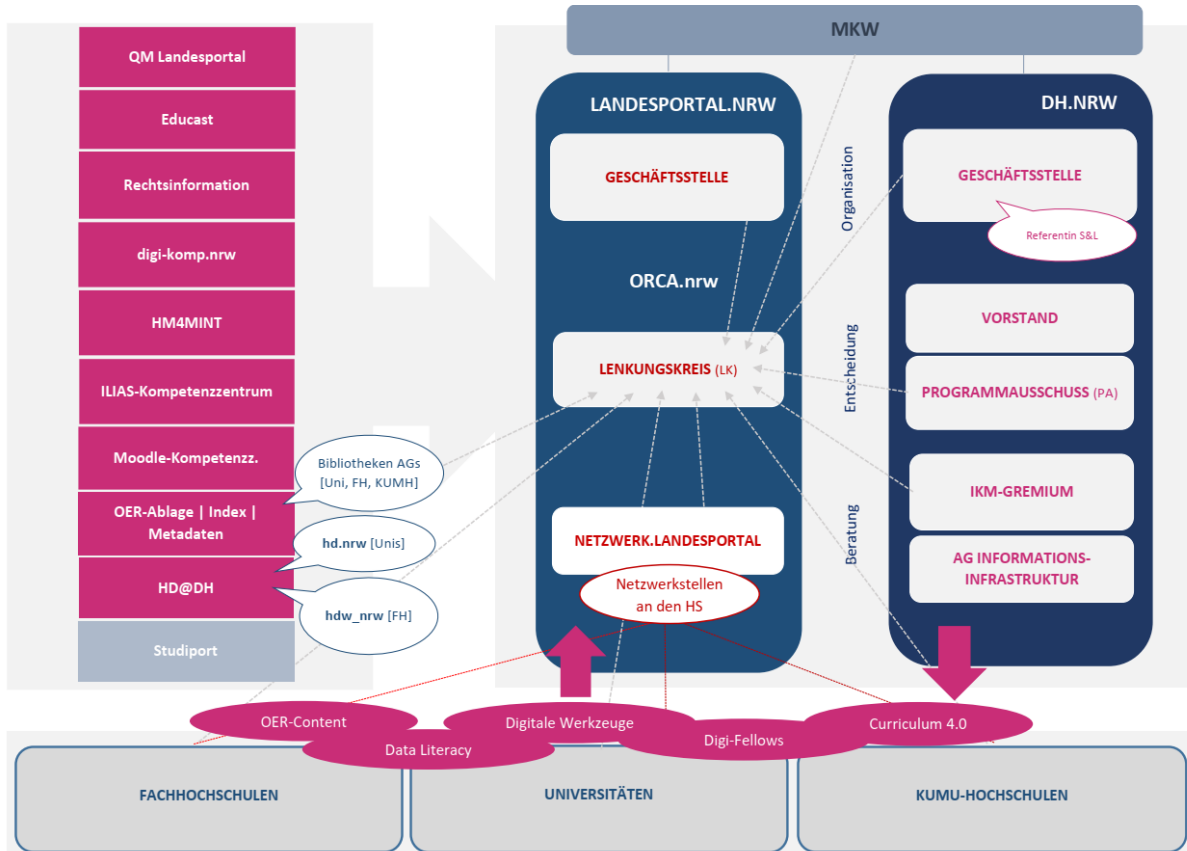 QM Landesportal
Educast
Rechtsinformation
digi-komp.nrw
HM4MINT
ILIAS-Kompetenzzentrum
Moodle-Kompetenzz.
OER-Ablage | Index |
Metadaten
HD@DH
Studiport
Bibliotheken AGs
[Uni, FH, KUMH]
hd.nrw [Unis]
hdw_nrw [FH]
MKW
LANDESPORTAL.NRW
GESCHÄFTSSTELLE
ORCA.nrw
LENKUNGSKREIS (LK)
NETZWERK.LANDESPORTAL
Netzwerkstellen
an den HS
Organisation
Entscheidung
Beratung
DH.NRW
GESCHÄFTSSTELLE
Referentin S&L
VORSTAND
PROGRAMMAUSSCHUSS (PA)
IKM-GREMIUM
AG INFORMATIONS-
INFRASTRUKTUR
OER-Content
Data Literacy
Digitale Werkzeuge
Digi-Fellows
Curriculum 4.0
FACHHOCHSCHULEN
UNIVERSITÄTEN
KUMU-HOCHSCHULEN